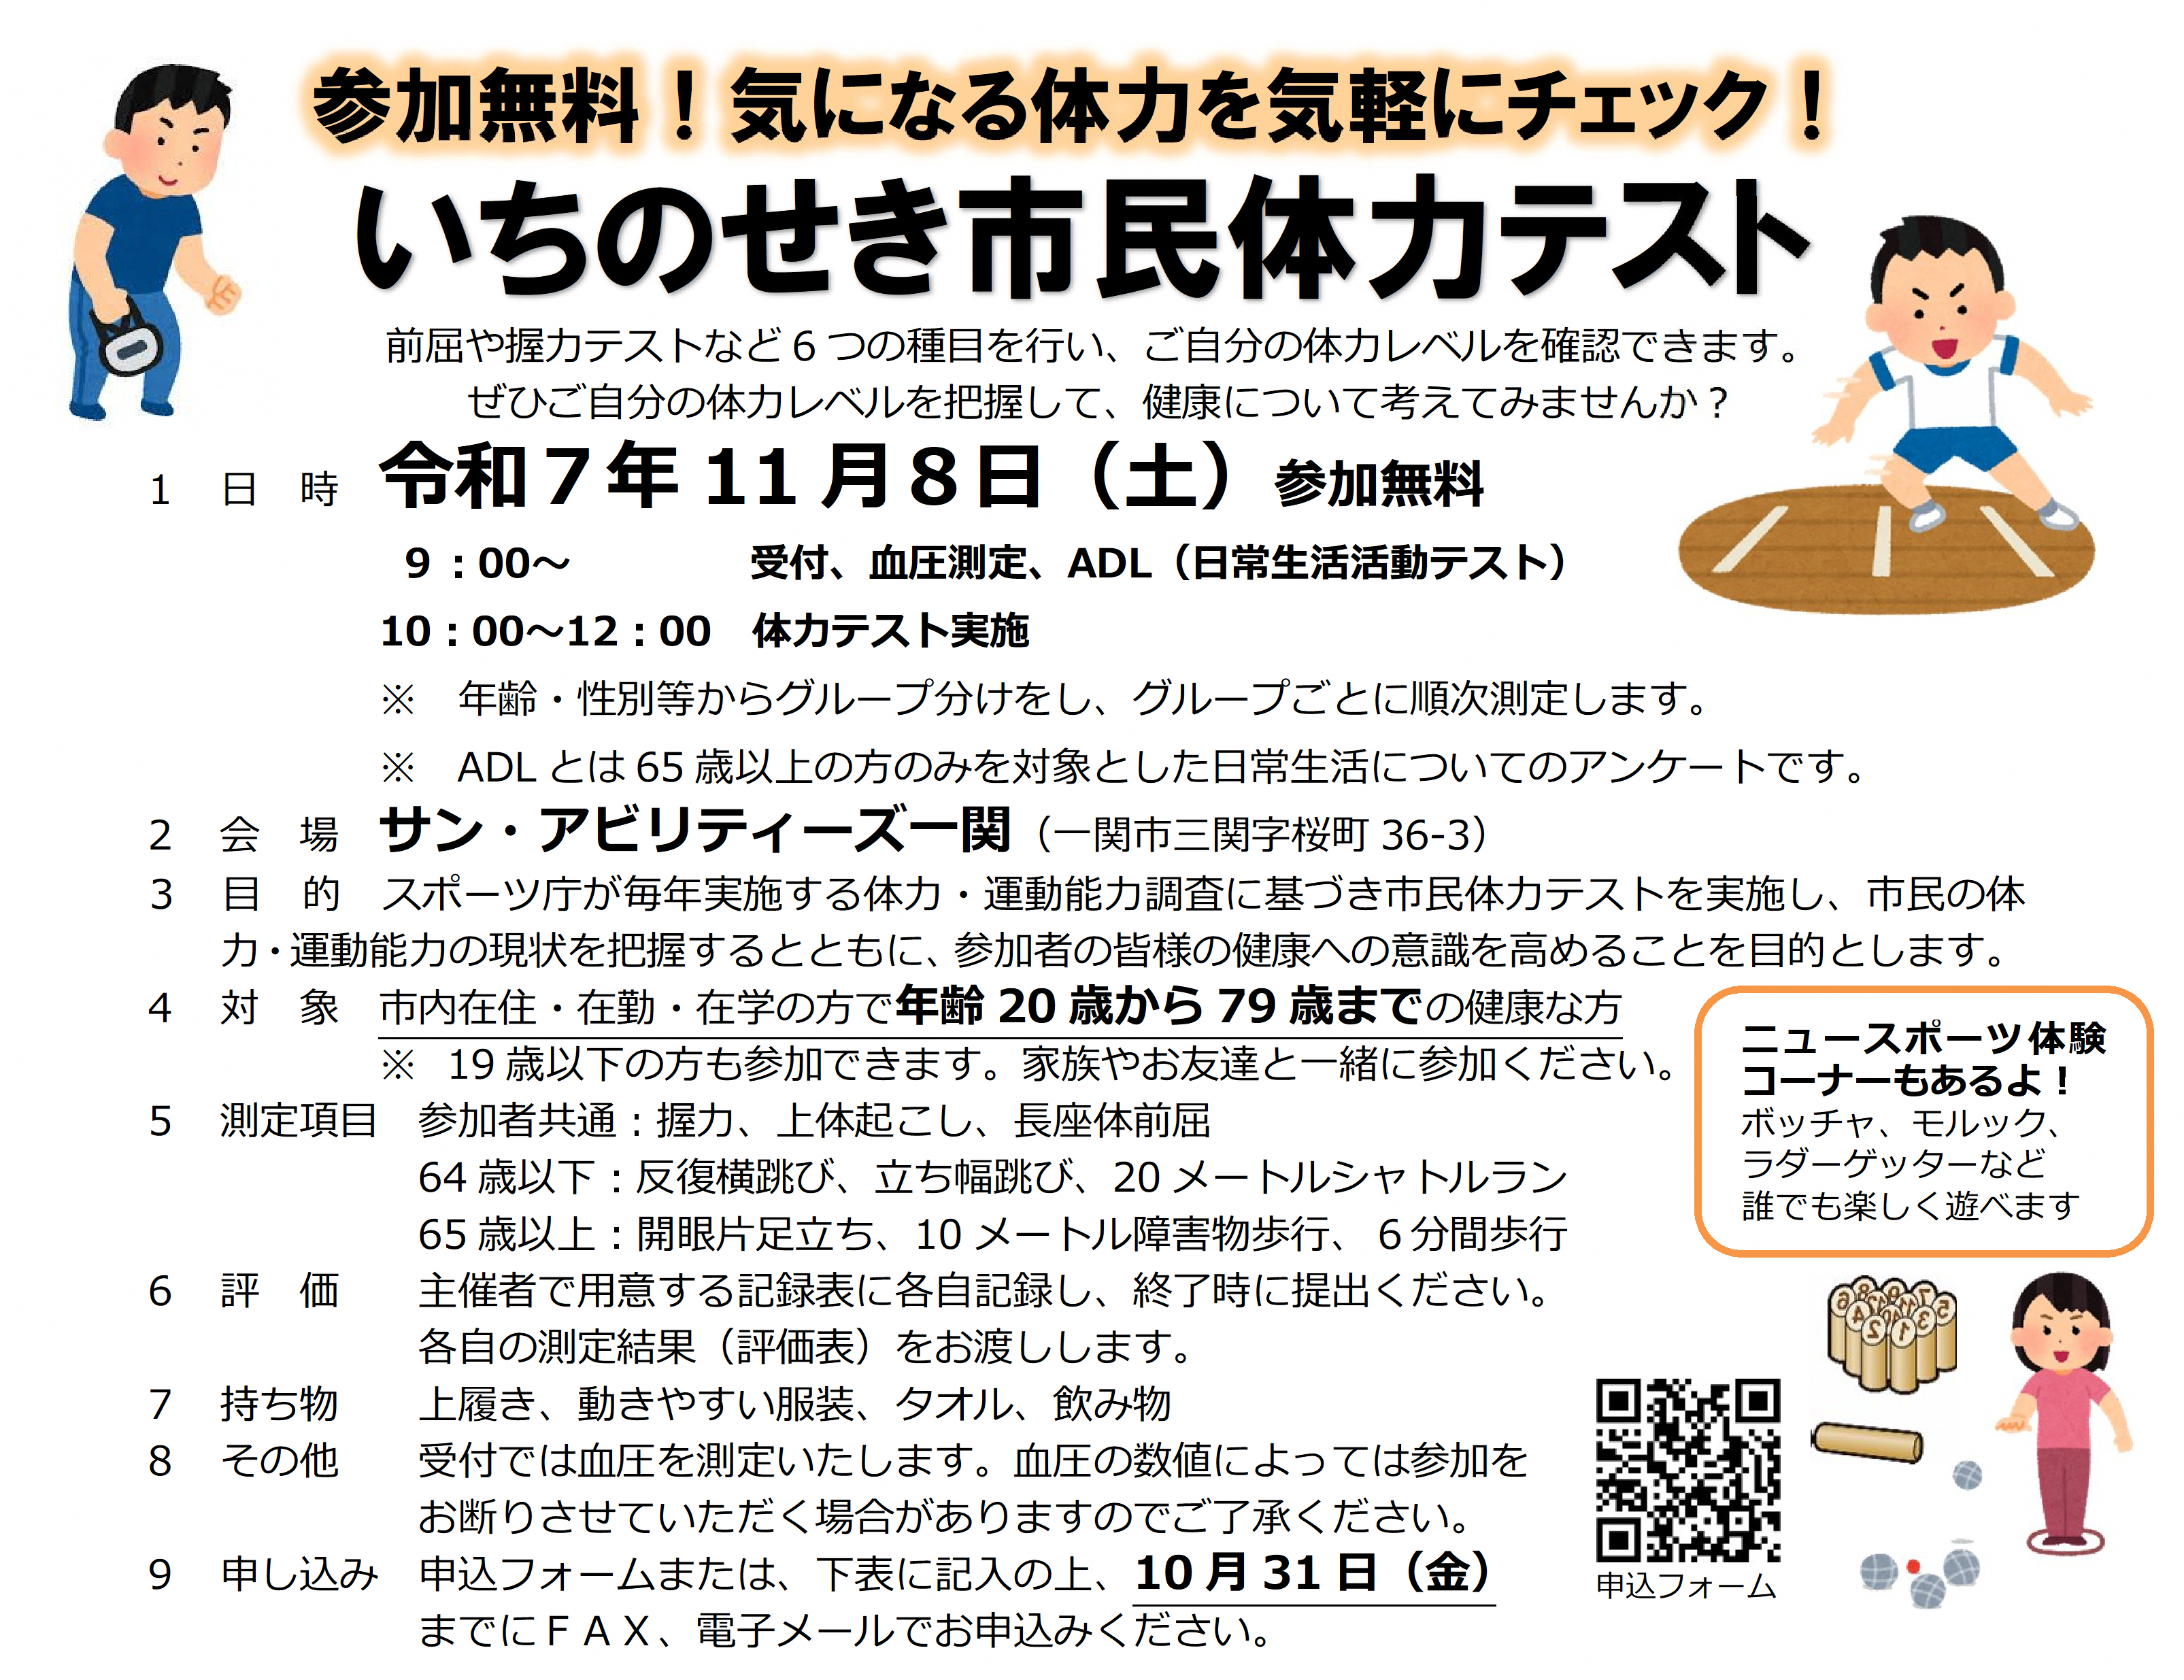 参加無料！気になる体力を気軽にチェック！
いちのせき市民体力テスト
前屈や握力テストなど６つの種目を行い、ご自分の体力レベルを確認できます。
ぜひご自分の体力レベルを把握して、健康について考えてみませんか？
1　日　時　令和７年 11 月８日（土）参加無料
９：00～　受付、血圧測定、ADL（日常生活活動テスト）
10：00～12：00　体力テスト実施
※　年齢・性別等からグループ分けをし、グループごとに順次測定します。
※　ADL とは 65 歳以上の方のみを対象とした日常生活についてのアンケートです。
2　会　場　サン・アビリティーズ一関（一関市三関字桜町 36-3）
3　目　的　スポーツ庁が毎年実施する体力・運動能力調査に基づき市民体力テストを実施し、市民の体
力・運動能力の現状を把握するとともに、参加者の皆様の健康への意識を高めることを目的とします。
4　対　象　市内在住・在勤・在学の方で年齢 20 歳から 79 歳までの健康な方
※　19 歳以下の方も参加できます。家族やお友達と一緒に参加ください。
5　測定項目　参加者共通：握力、上体起こし、長座体前屈
64 歳以下：反復横跳び、立ち幅跳び、20 メートルシャトルラン
65 歳以上：開眼片足立ち、10 メートル障害物歩行、６分間歩行
ニュースポーツ体験
コーナーもあるよ！
ボッチャ、モルック、
ラダーゲッターなど
誰でも楽しく遊べます
6　評　価　主催者で用意する記録表に各自記録し、終了時に提出ください。
各自の測定結果（評価表）をお渡しします。
7　持ち物　上履き、動きやすい服装、タオル、飲み物
8　その他　受付では血圧を測定いたします。血圧の数値によっては参加を
お断りさせていただく場合がありますのでご了承ください。
9　申し込み　申込フォームまたは、下表に記入の上、10 月 31 日（金）
までにＦＡＸ、電子メールでお申込みください。
申込フォーム